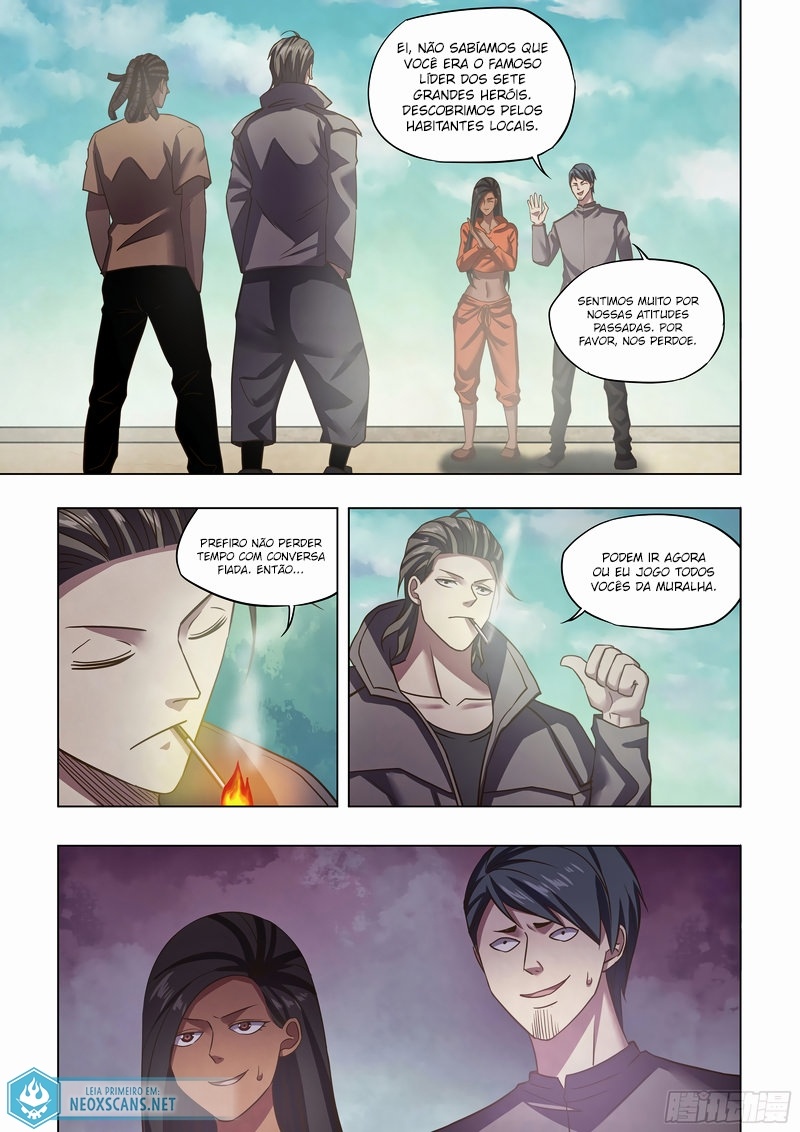 EI, NÃO SABÍAMOS QUE
VOCÊ ERA O FAMOSO
LÍDER DOS SETE
GRANDES HERÓIS.
DESCOBRIMOS PELOS
HABITANTES LOCAIS.
SENTIMOS MUITO POR
NOSSAS ATITUDES
PASSADAS. POR
FAVOR, NOS PERDOE.
PREFIRO NÃO PERDER
TEMPO COM CONVERSA
FIADA. ENTÃO...
PODEM IR AGORA
OU EU JOGO TODOS
VOCÊS DA MURALHA.
LEIA PRIMEIRO EM:
NEOXSCANS.NET
腾讯动漫